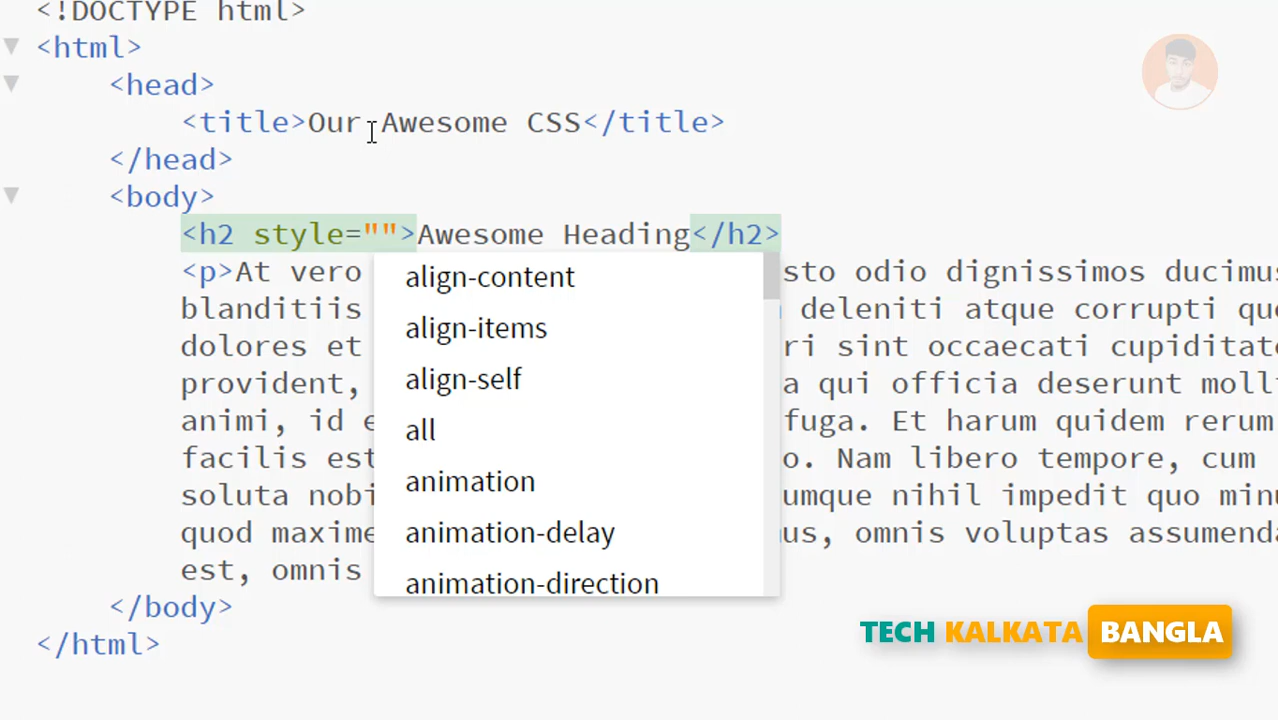 <!DOCTYPE html>
<html>
<head>
<title>Our Awesome CSS</title>
</head>
<body>
<h2 style="">Awesome Heading</h2>
<p>At vero sto odio dignissimos ducimus
blanditiis deleniti atque corrupti quo
dolores et ri sint occaecati cupiditate
provident, a qui officia deserunt molli
animi, id e fuga. Et harum quidem rerum
facilis est o. Nam libero tempore, cum
soluta nobi umque nihil impedit quo minu
quod maxime us, omnis voluptas assumenda
est, omnis
</body>
</html>
align-content
align-items
align-self
all
animation
animation-delay
animation-direction
TECH KALKATA BANGLA